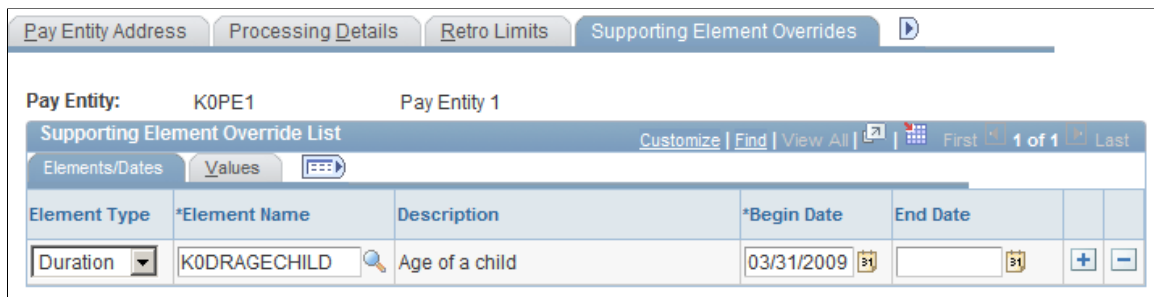 Pay Entity Address Processing Details Retro Limits Supporting Element Overrides
Pay Entity: K0PE1 Pay Entity 1
Supporting Element Override List Customize | Find | View All | | First 1 of 1 Last
Elements/Dates Values
Element Type *Element Name Description *Begin Date End Date
Duration K0DRAGECHILD Age of a child 03/31/2009 31 31